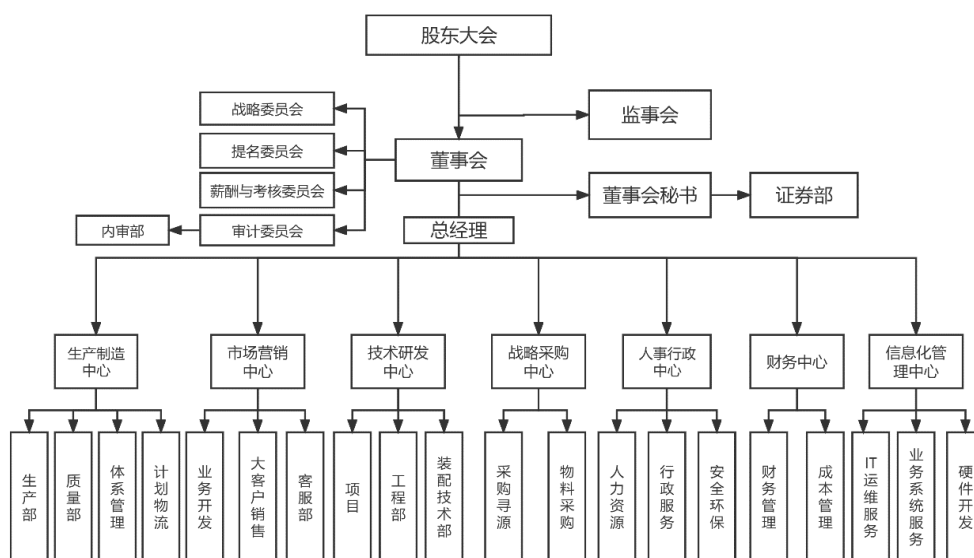 股东大会
监事会
战略委员会
提名委员会
董事会
薪酬与考核委员会
董事会秘书
证券部
内审部
审计委员会
总经理
生产制造
中心
市场营销
中心
技术研发
中心
战略采购
中心
人事行政
中心
财务中心
信息化管
理中心
生产部
质量部
体系管理
计划物流
业务开发
大客户销售
客服部
项目
工程部
装配技术部
采购寻源
物料采购
人力资源
行政服务
安全环保
财务管理
成本管理
IT运维服务
业务系统服务
硬件开发